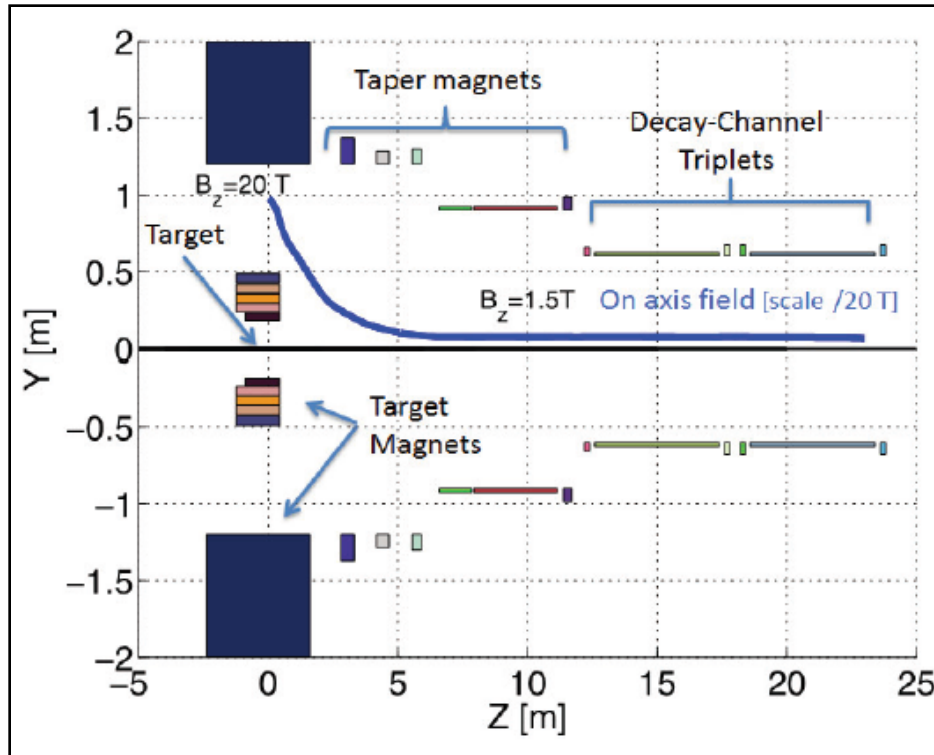 2
Taper magnets
1.5
Decay-Channel
Triplets
B_z=20 T
1
Target
0.5
B_z=1.5T
On axis field [scale /20 T]
0
Y [m]
Target
Magnets
−0.5
−1
−1.5
−2
−5
0
5
10
15
20
25
Z [m]